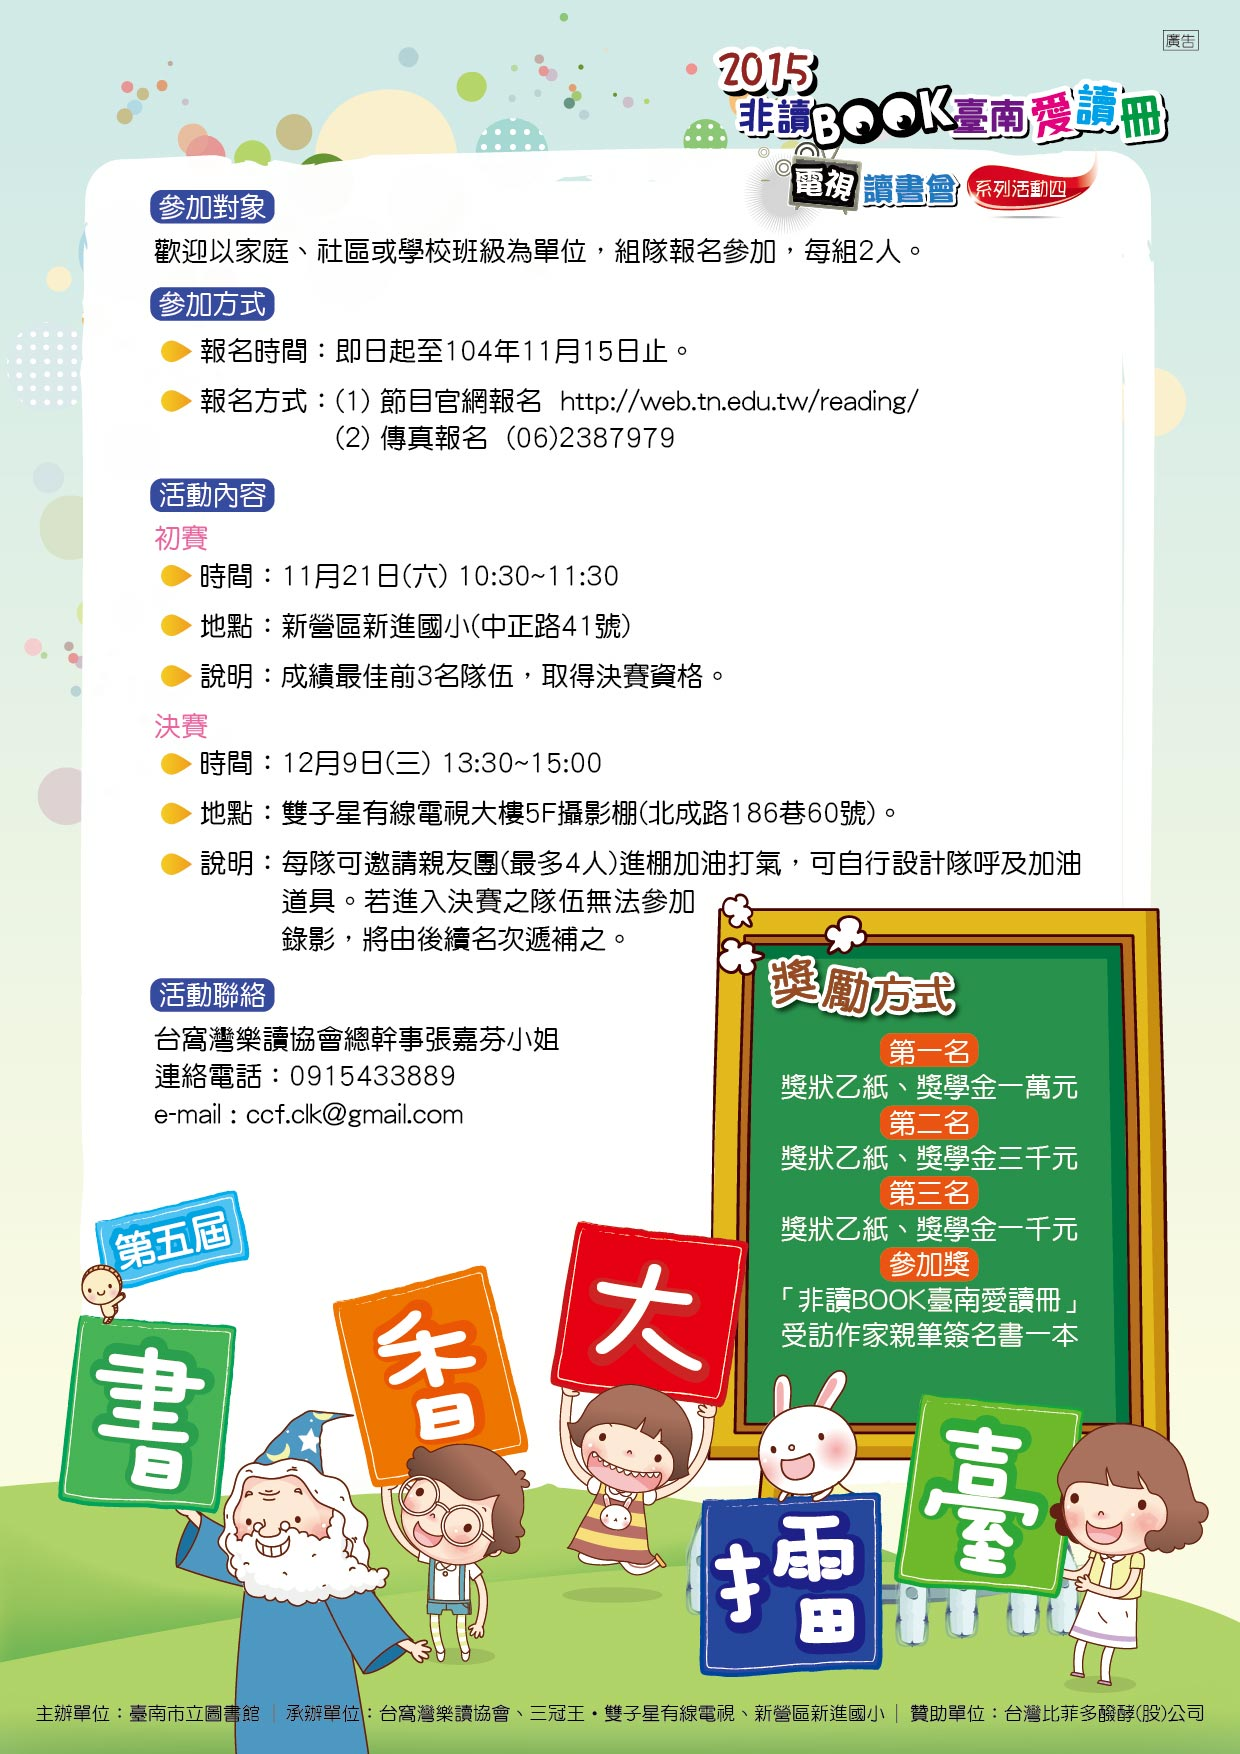 廣告
2015
非讀BOOK臺南愛讀冊
電視讀書會 系列活動四
參加對象
歡迎以家庭、社區或學校班級為單位，組隊報名參加，每組2人。
參加方式
報名時間：即日起至104年11月15日止。
報名方式：(1) 節目官網報名 http://web.tn.edu.tw/reading/
(2) 傳真報名 (06)2387979
活動內容
初賽
時間：11月21日(六) 10:30~11:30
地點：新營區新進國小(中正路41號)
說明：成績最佳前3名隊伍，取得決賽資格。
決賽
時間：12月9日(三) 13:30~15:00
地點：雙子星有線電視大樓5F攝影棚(北成路186巷60號)。
說明：每隊可邀請親友團(最多4人)進棚加油打氣，可自行設計隊呼及加油
道具。若進入決賽之隊伍無法參加
錄影，將由後續名次遞補之。
活動聯絡
台窩灣樂讀協會總幹事張嘉芬小姐
連絡電話：0915433889
e-mail : ccf.clk@gmail.com
獎勵方式
第一名
獎狀乙紙、獎學金一萬元
第二名
獎狀乙紙、獎學金三千元
第三名
獎狀乙紙、獎學金一千元
參加獎
「非讀BOOK臺南愛讀冊」
受訪作家親筆簽名書一本
第五屆
書香大擂臺
主辦單位：臺南市立圖書館｜承辦單位：台窩灣樂讀協會、三冠王・雙子星有線電視、新營區新進國小｜贊助單位：台灣比菲多醱酵(股)公司